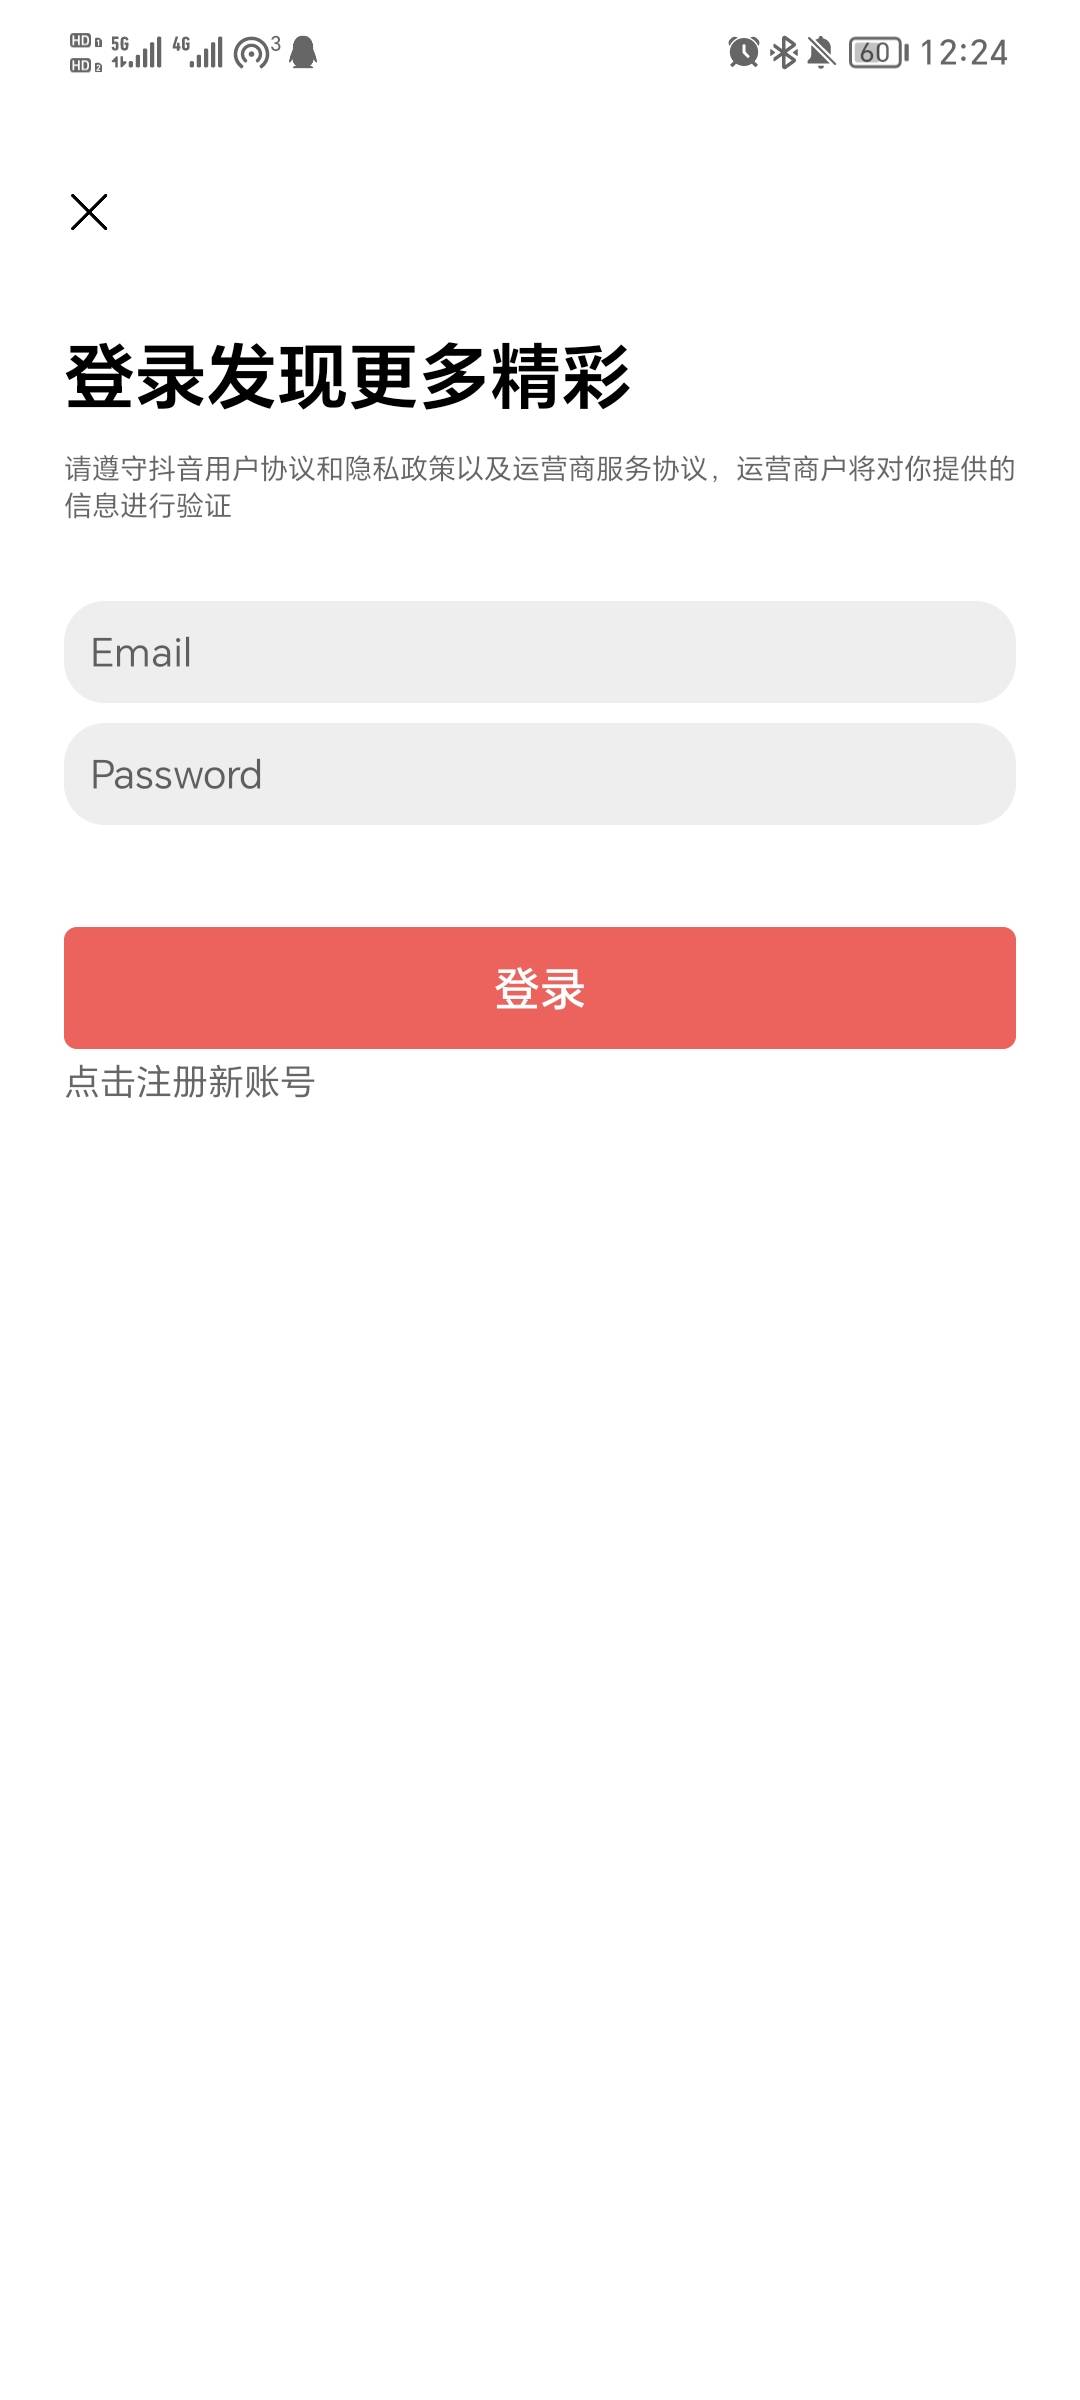 HD 1 5G 4G 3 60 12:24
HD 2
登录发现更多精彩
请遵守抖音用户协议和隐私政策以及运营商服务协议，运营商户将对你提供的
信息进行验证
Email
Password
登录
点击注册新账号